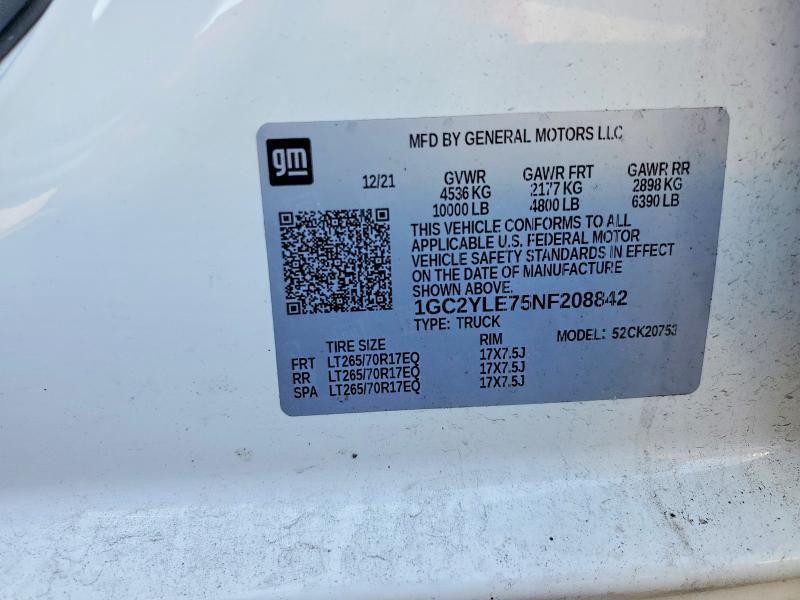 gm
MFD BY GENERAL MOTORS LLC
12/21
GVWR GAWR FRT GAWR RR
4536 KG 2177 KG 2898 KG
10000 LB 4800 LB 6390 LB
THIS VEHICLE CONFORMS TO ALL
APPLICABLE U.S. FEDERAL MOTOR
VEHICLE SAFETY STANDARDS IN EFFECT
ON THE DATE OF MANUFACTURE
SHOWN ABOVE.
1GC2YLE75NF208842
TYPE: TRUCK MODEL: 52CK20753
TIRE SIZE RIM
FRT LT265/70R17EQ 17X7.5J
RR LT265/70R17EQ 17X7.5J
SPA LT265/70R17EQ 17X7.5J